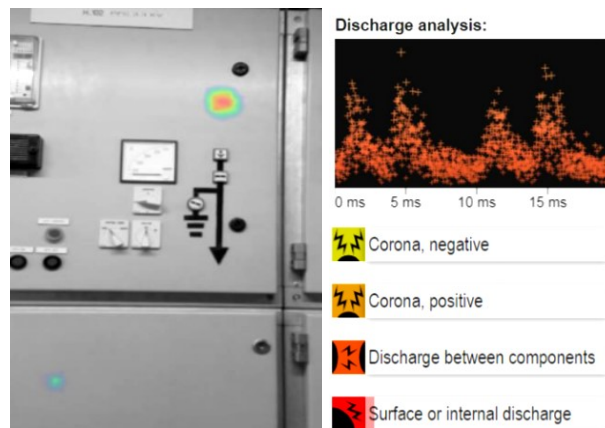 Discharge analysis:
0 ms
5 ms
10 ms
15 ms
Corona, negative
Corona, positive
Discharge between components
Surface or internal discharge